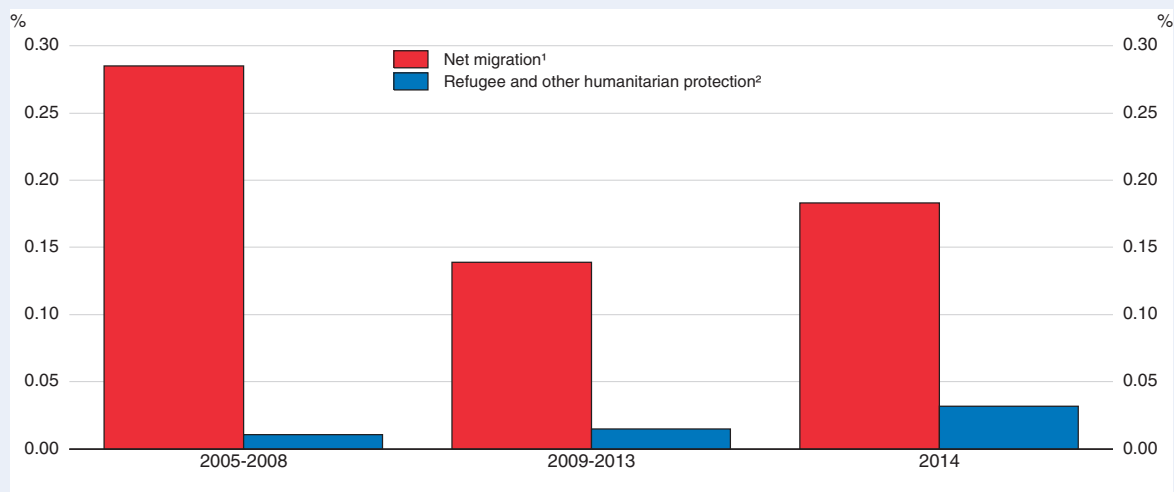 % %
0.30 0.30
Net migration¹
Refugee and other humanitarian protection²
0.25 0.25
0.20 0.20
0.15 0.15
0.10 0.10
0.05 0.05
0.00 0.00
2005-2008 2009-2013 2014